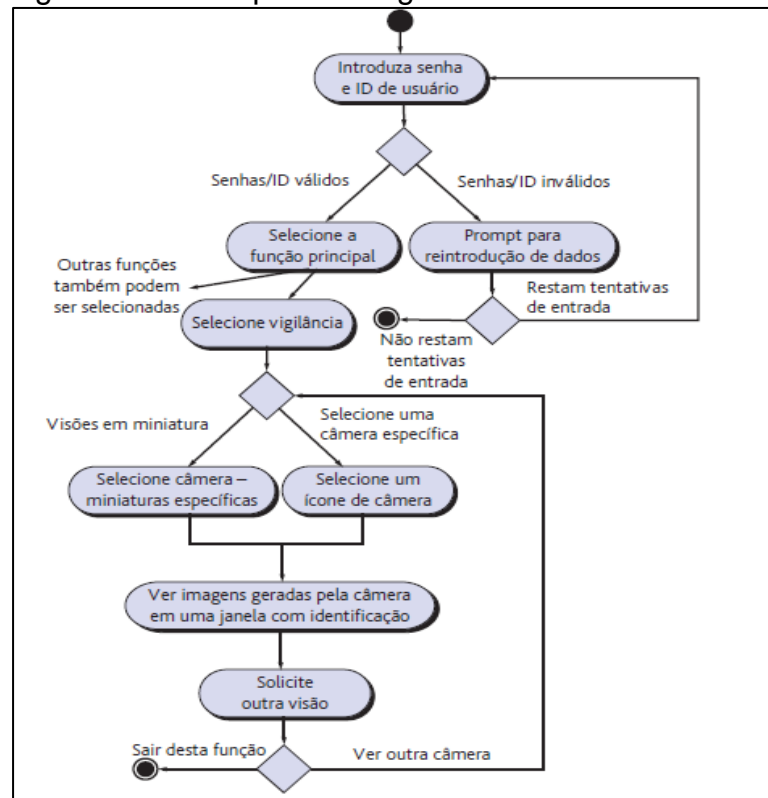 Introduza senha
e ID de usuário
Senhas/ID válidos
Senhas/ID inválidos
Selecione a
função principal
Prompt para
reintrodução de dados
Outras funções
também podem
ser selecionadas
Restam tentativas
de entrada
Selecione vigilância
Não restam
tentativas
de entrada
Visões em miniatura
Selecione uma
câmera específica
Selecione câmera –
miniaturas específicas
Selecione um
ícone de câmera
Ver imagens geradas pela câmera
em uma janela com identificação
Solicite
outra visão
Sair desta função
Ver outra câmera